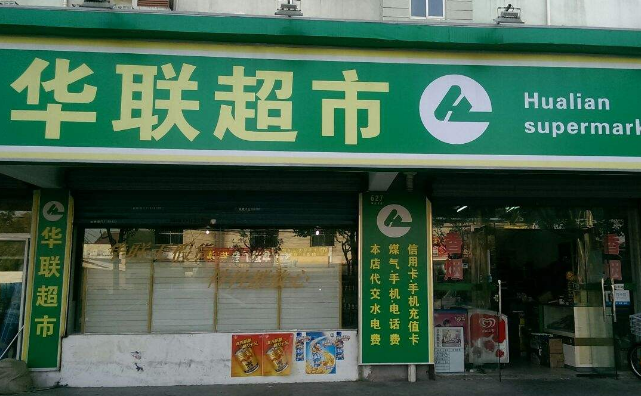 华联超市
Hualian
supermark
华联超市
信用卡·手机充值卡
煤气·手机电话费
本店代交水电费